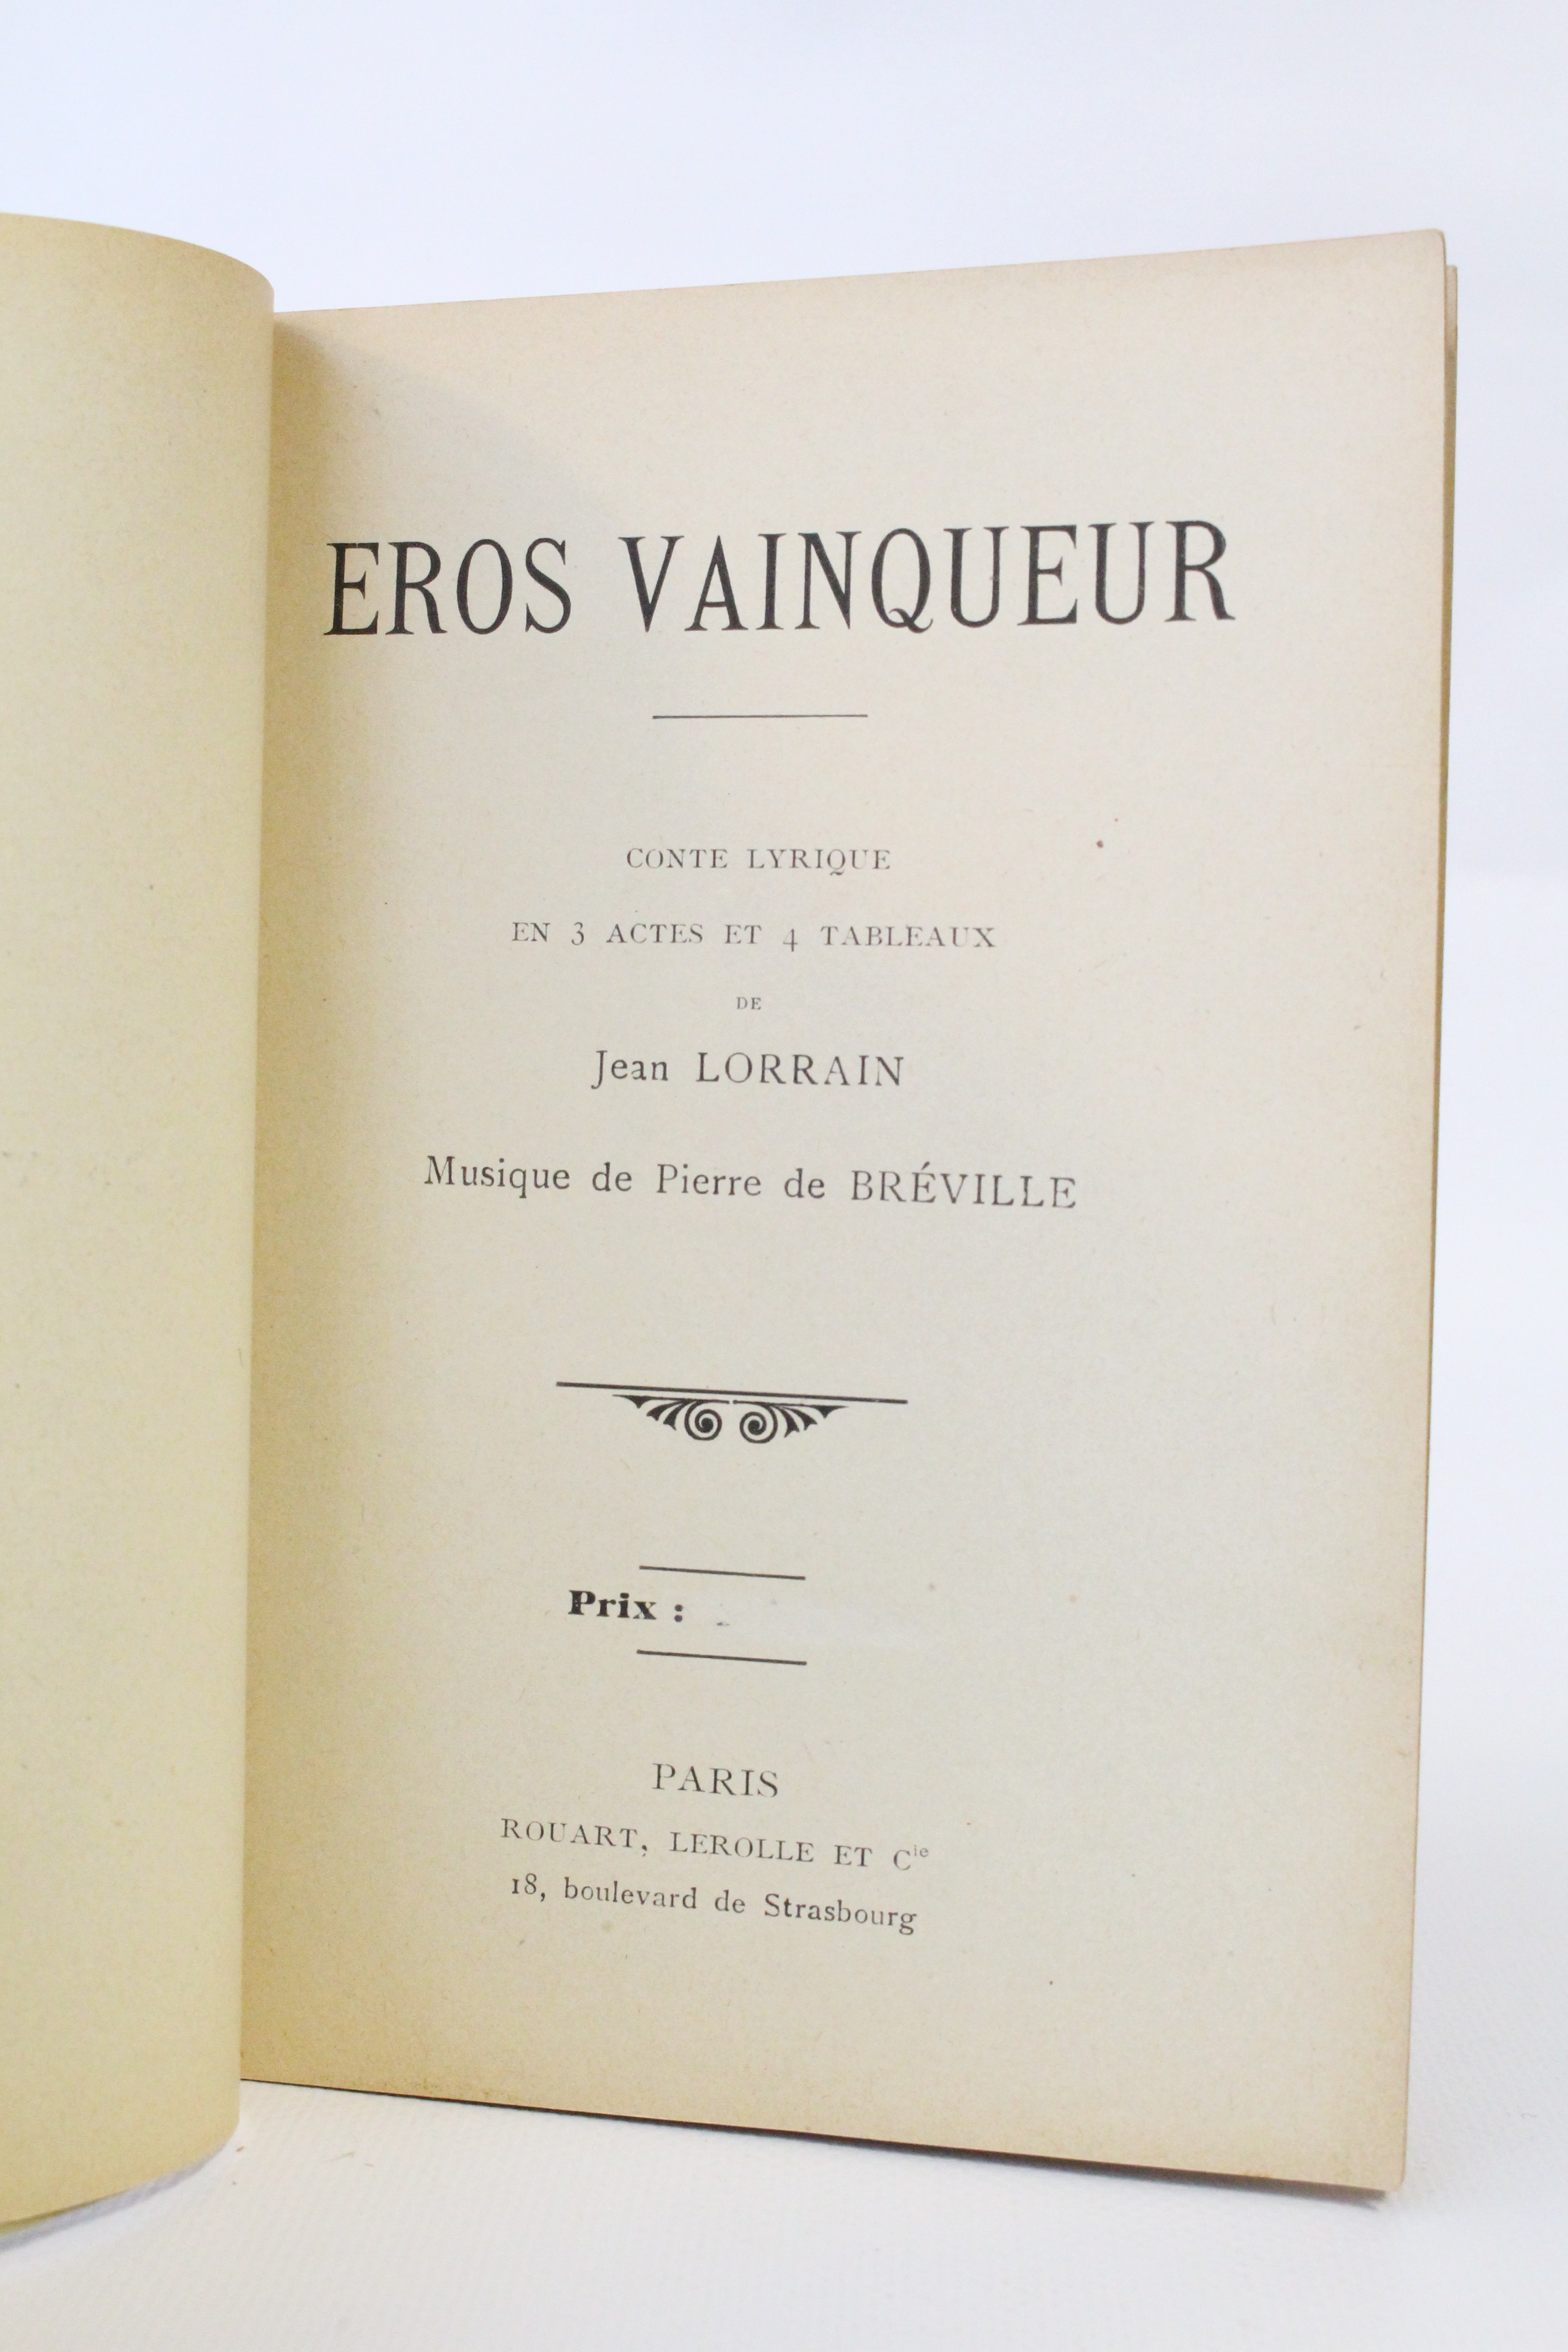 EROS VAINQUEUR
CONTE LYRIQUE
EN 3 ACTES ET 4 TABLEAUX
DE
Jean LORRAIN
Musique de Pierre de BRÉVILLE
Prix :
PARIS
ROUART, LEROLLE ET Cie
18, boulevard de Strasbourg